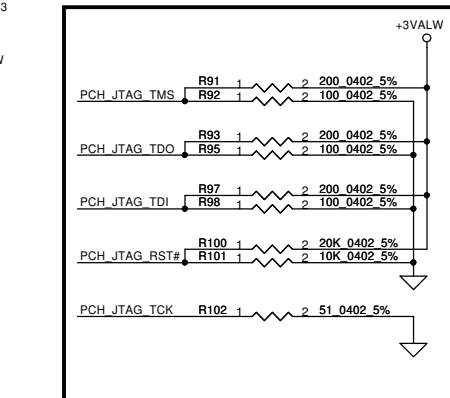 3
+3VALW
R91 1 2 200_0402_5%
PCH_JTAG_TMS R92 1 2 100_0402_5%
R93 1 2 200_0402_5%
PCH_JTAG_TDO R95 1 2 100_0402_5%
R97 1 2 200_0402_5%
PCH_JTAG_TDI R98 1 2 100_0402_5%
R100 1 2 20K_0402_5%
PCH_JTAG_RST# R101 1 2 10K_0402_5%
PCH_JTAG_TCK R102 1 2 51_0402_5%